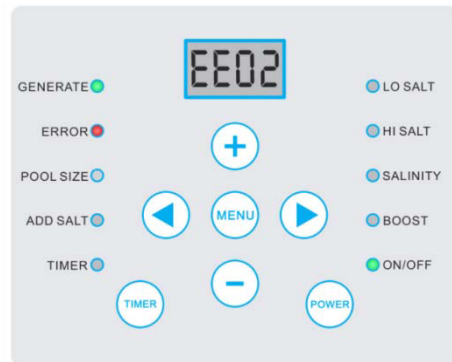 EE02
GENERATE
ERROR
POOL SIZE
ADD SALT
TIMER
+
MENU
−
TIMER
POWER
LO SALT
HI SALT
SALINITY
BOOST
ON/OFF